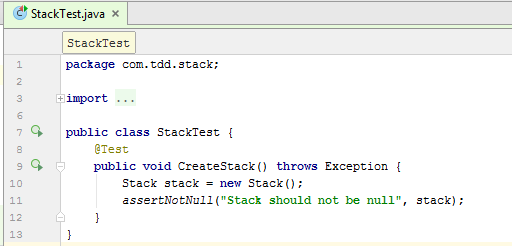 StackTest.java
StackTest
1 package com.tdd.stack;
2
3 import ...
6
7 public class StackTest {
8 @Test
9 public void CreateStack() throws Exception {
10 Stack stack = new Stack();
11 assertNotNull("Stack should not be null", stack);
12 }
13 }